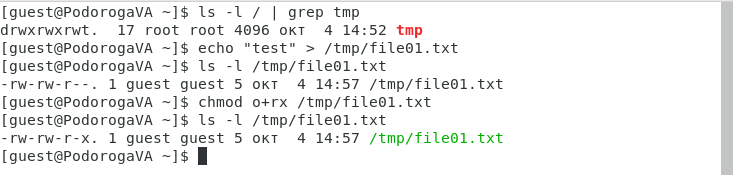 [guest@PodorogaVA ~]$ ls -l / | grep tmp
drwxrwxrwt.  17 root root 4096 окт  4 14:52 tmp
[guest@PodorogaVA ~]$ echo "test" > /tmp/file01.txt
[guest@PodorogaVA ~]$ ls -l /tmp/file01.txt
-rw-rw-r--. 1 guest guest 5 окт  4 14:57 /tmp/file01.txt
[guest@PodorogaVA ~]$ chmod o+rx /tmp/file01.txt
[guest@PodorogaVA ~]$ ls -l /tmp/file01.txt
-rw-rw-r-x. 1 guest guest 5 окт  4 14:57 /tmp/file01.txt
[guest@PodorogaVA ~]$